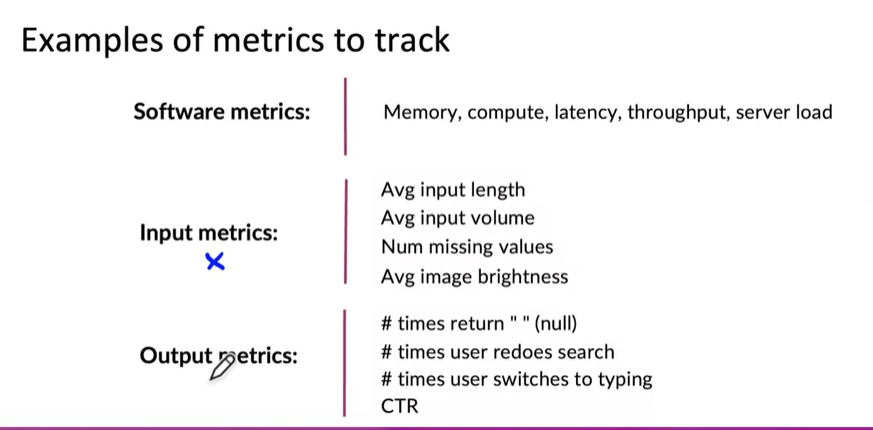 Examples of metrics to track
Software metrics:
Memory, compute, latency, throughput, server load
Input metrics:
x
Avg input length
Avg input volume
Num missing values
Avg image brightness
Output metrics:
# times return " " (null)
# times user redoes search
# times user switches to typing
CTR